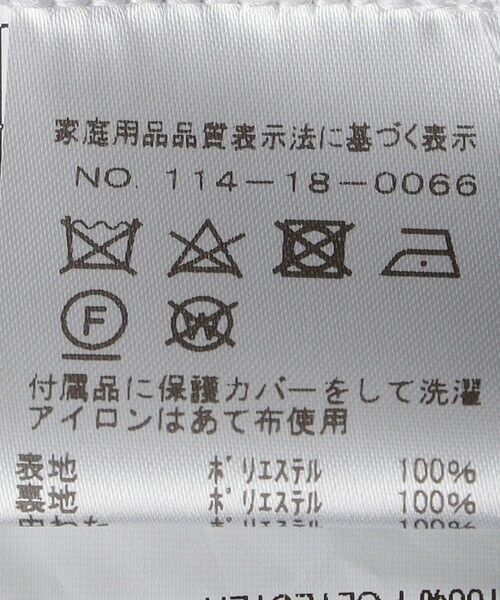 家庭用品品質表示法に基づく表示
NO. 114-18-0066
F
W
付属品に保護カバーをして洗濯
アイロンはあて布使用
表地 ポリエステル 100%
裏地 ポリエステル 100%